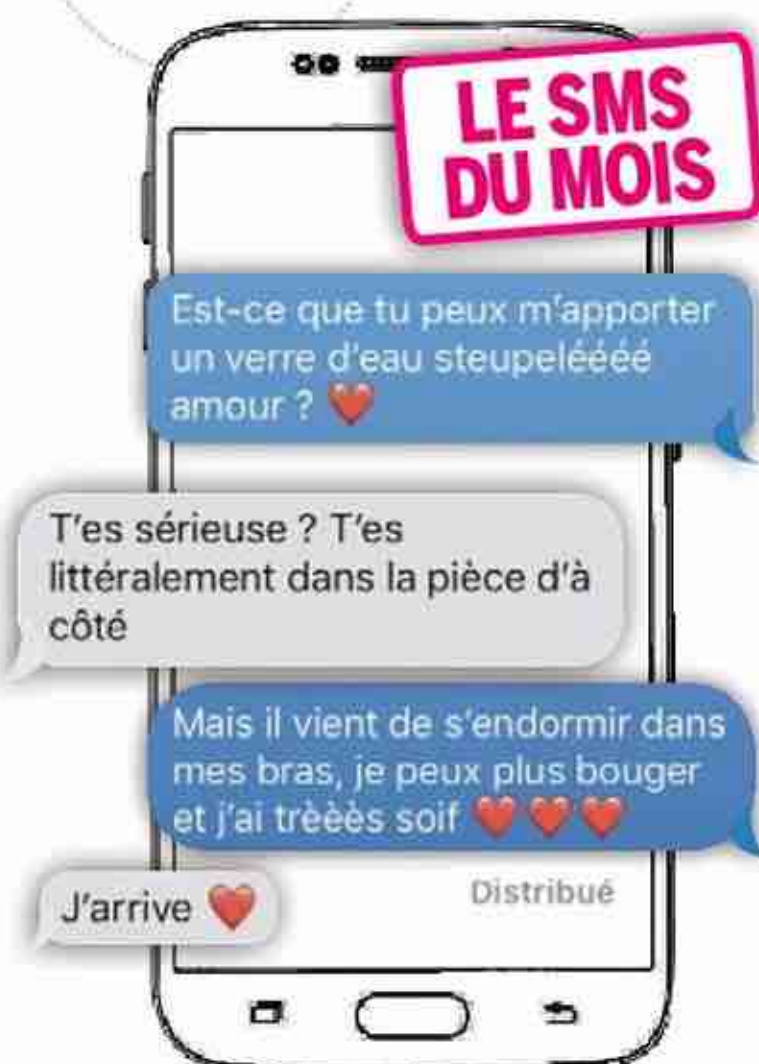 LE SMS
DU MOIS
Est-ce que tu peux m'apporter
un verre d'eau steupeléééé
amour ? ❤️
T'es sérieuse ? T'es
littéralement dans la pièce d'à
côté
Mais il vient de s'endormir dans
mes bras, je peux plus bouger
et j'ai trèèès soif ❤️❤️❤️
Distribué
J'arrive ❤️